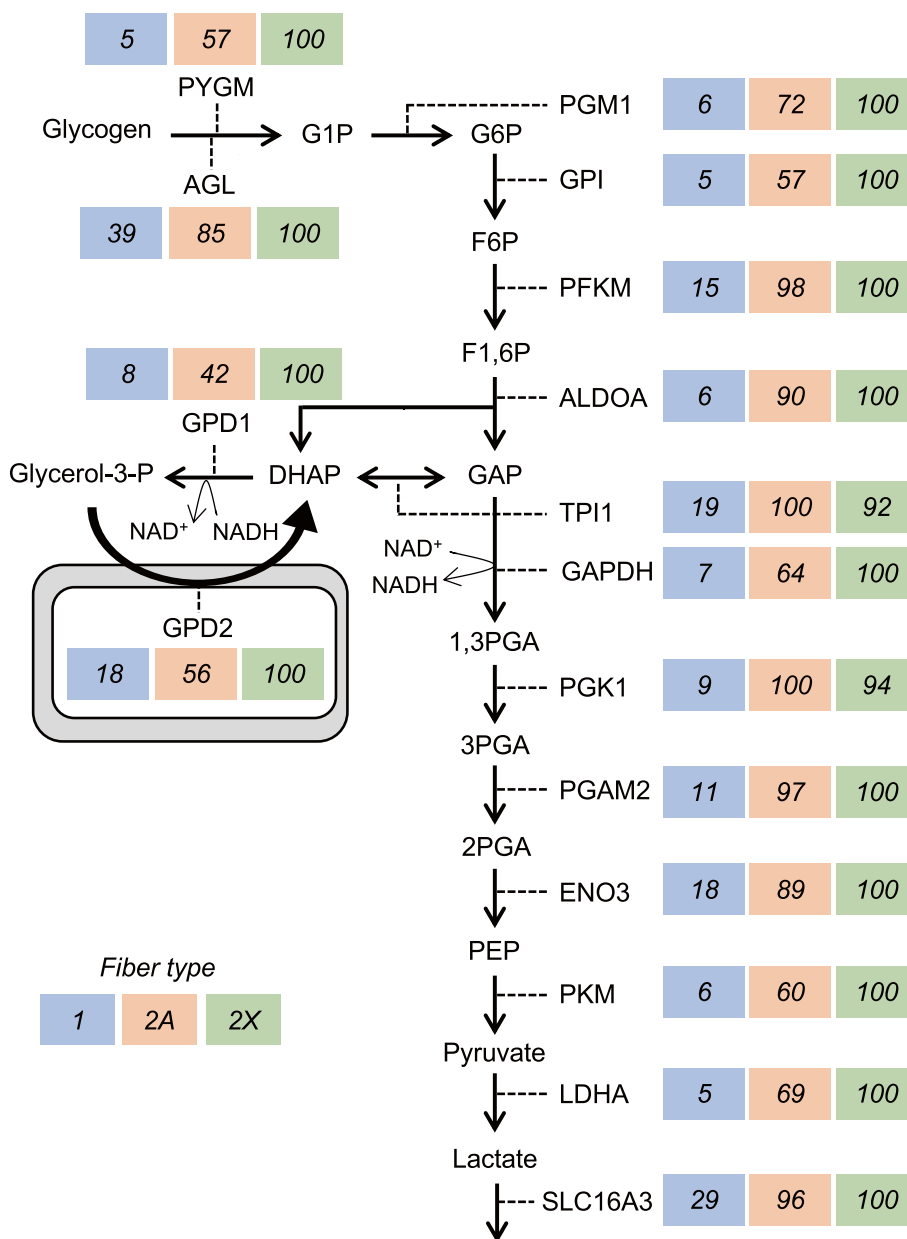 5 57 100
PYGM
Glycogen G1P G6P
PGM1 6 72 100
AGL
GPI 5 57 100
39 85 100
F6P
PFKM 15 98 100
F1,6P
8 42 100
ALDOA 6 90 100
GPD1
Glycerol-3-P DHAP GAP
TPI1 19 100 92
NAD+ NADH
NAD+
NADH
GAPDH 7 64 100
GPD2
18 56 100
1,3PGA
PGK1 9 100 94
3PGA
PGAM2 11 97 100
2PGA
ENO3 18 89 100
PEP
Fiber type
1 2A 2X
PKM 6 60 100
Pyruvate
LDHA 5 69 100
Lactate
SLC16A3 29 96 100